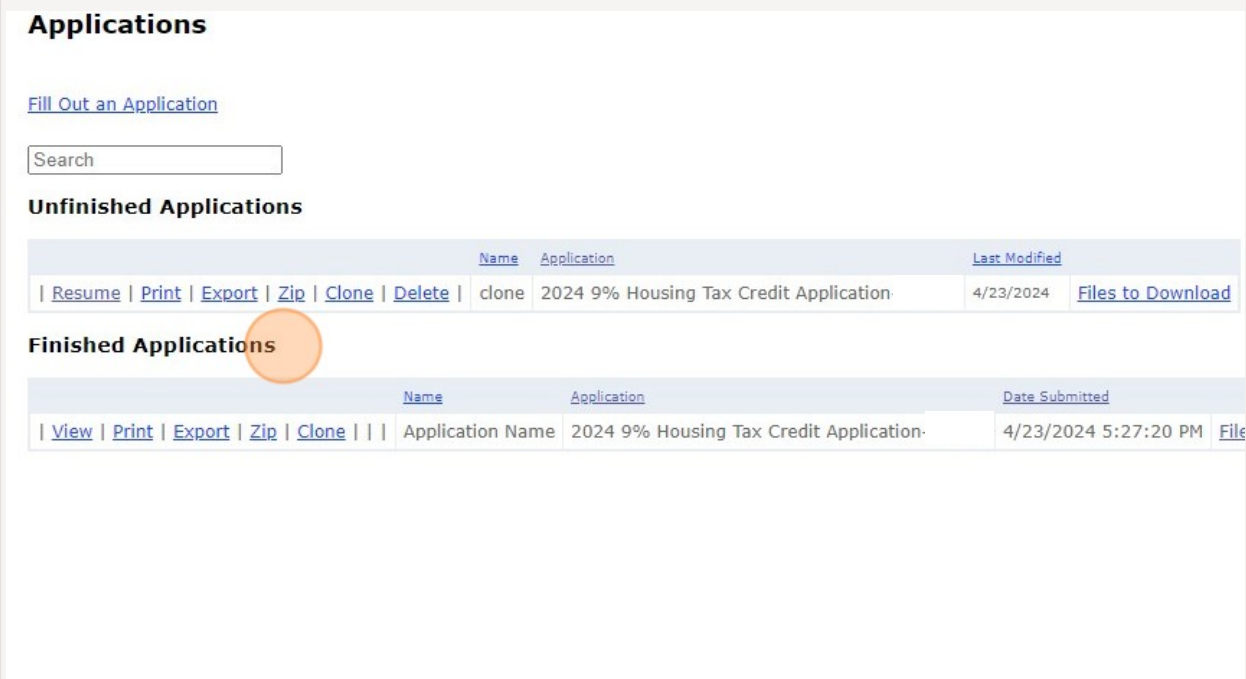 Applications
Fill Out an Application
Search
Unfinished Applications
Name Application Last Modified
| Resume | Print | Export | Zip | Clone | Delete | clone 2024 9% Housing Tax Credit Application- 4/23/2024 Files to Download
Finished Applications
Name Application Date Submitted
| View | Print | Export | Zip | Clone | | | Application Name 2024 9% Housing Tax Credit Application- 4/23/2024 5:27:20 PM File